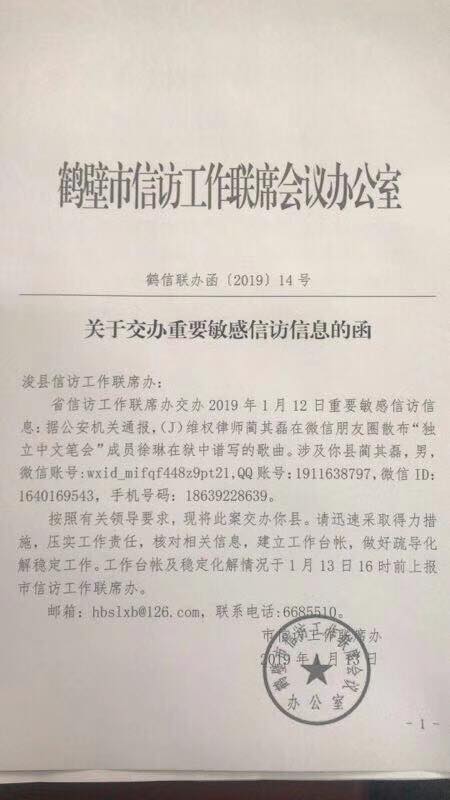 鹤壁市信访工作联席会议办公室
鹤信联办函〔2019〕14号
关于交办重要敏感信访信息的函
浚县信访工作联席办：
省信访工作联席办交办2019年1月12日重要敏感信访信
息：据公安机关通报，(J)维权律师蔺其磊在微信朋友圈散布“独
立中文笔会”成员徐琳在狱中谱写的歌曲。涉及你县蔺其磊，男，
微信账号:wxid_mifqf448z9pt21,QQ账号：1911638797,微信ID:
1640169543，手机号码：18639228639。
按照有关领导要求，现将此案交办你县。请迅速采取得力措
施，压实工作责任，核对相关信息，建立工作台帐，做好疏导化
解稳定工作。工作台帐及稳定化解情况于1月13日16时前上报
市信访工作联席办。
邮箱：hbslxb@126.com，联系电话:6685510。
市信访工作联席办
2019年1月13日
鹤壁市信访工作联席会议
办公室
- 1 -